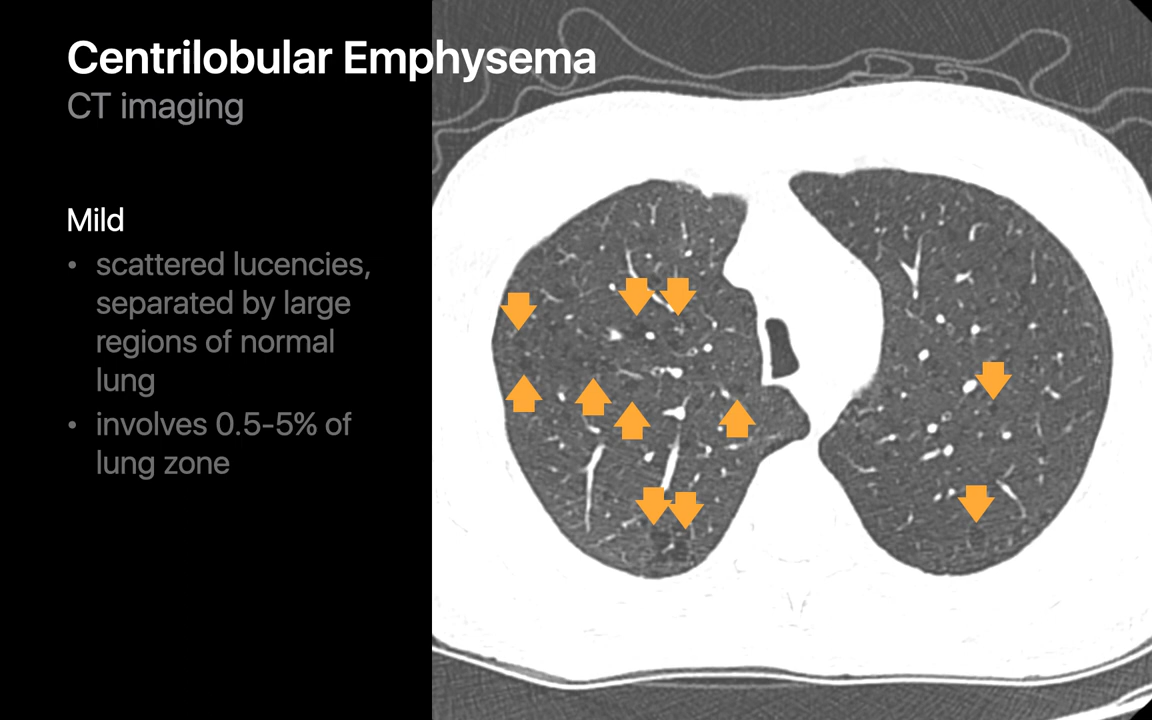 Centrilobular Emphysema
CT imaging
Mild
• scattered lucencies,
separated by large
regions of normal
lung
• involves 0.5-5% of
lung zone